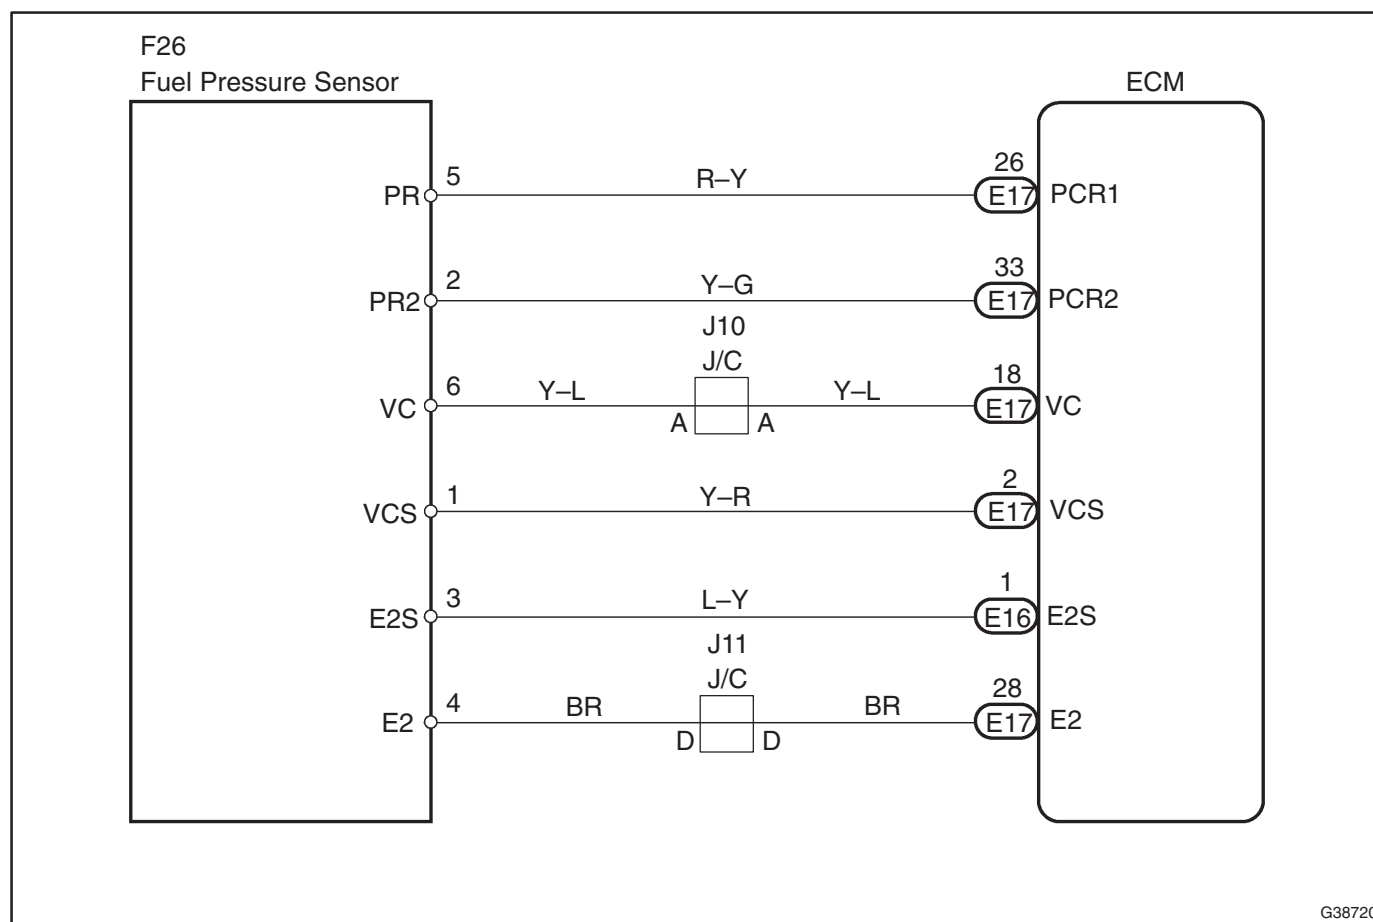 F26
Fuel Pressure Sensor
ECM
PR 5 R–Y 26 E17 PCR1
PR2 2 Y–G 33 E17 PCR2
J10
J/C
VC 6 Y–L A A Y–L 18 E17 VC
VCS 1 Y–R 2 E17 VCS
E2S 3 L–Y 1 E16 E2S
J11
J/C
E2 4 BR D D BR 28 E17 E2
G38720